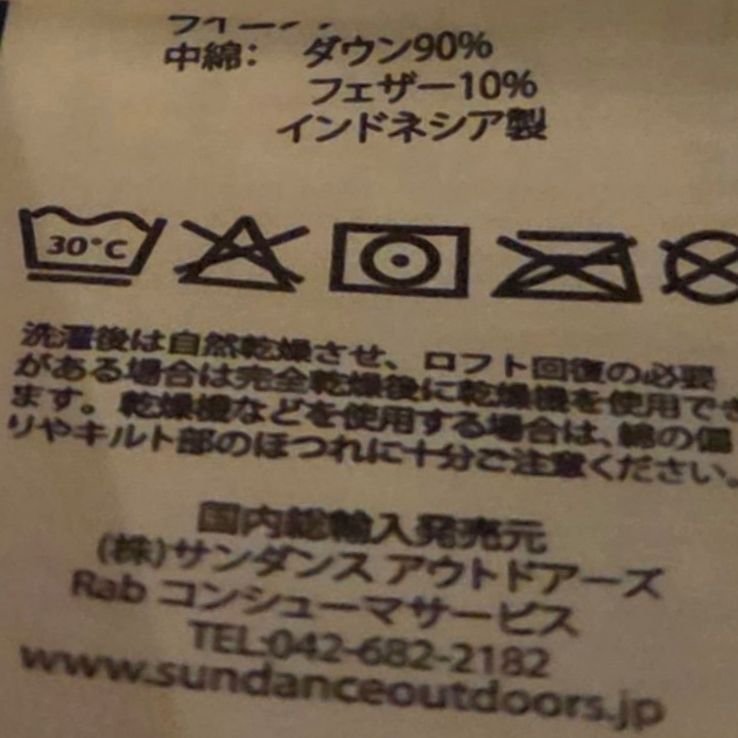 中綿： ダウン90%
フェザー10%
インドネシア製
30°C
洗濯後は自然乾燥させ、ロフト回復の必要
がある場合は完全乾燥後に乾燥機を使用でき
ます。乾燥機などを使用する場合は、綿の偏
りやキルト部のほつれに十分ご注意ください。
国内総輸入発売元
(株)サンダンス アウトドアーズ
Rab コンシューマサービス
TEL:042-682-2182
www.sundanceoutdoors.jp